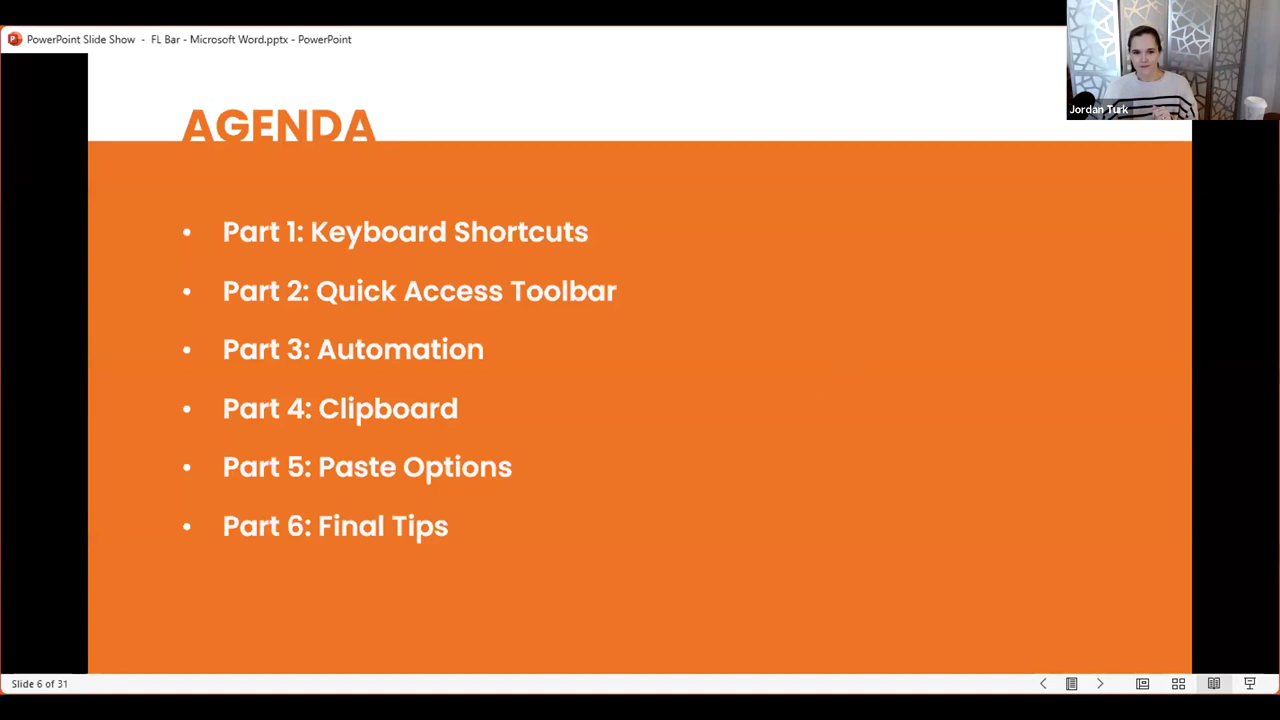 PowerPoint Slide Show - FL Bar - Microsoft Word.pptx - PowerPoint
Jordan Turk
AGENDA
• Part 1: Keyboard Shortcuts
• Part 2: Quick Access Toolbar
• Part 3: Automation
• Part 4: Clipboard
• Part 5: Paste Options
• Part 6: Final Tips
Slide 6 of 31